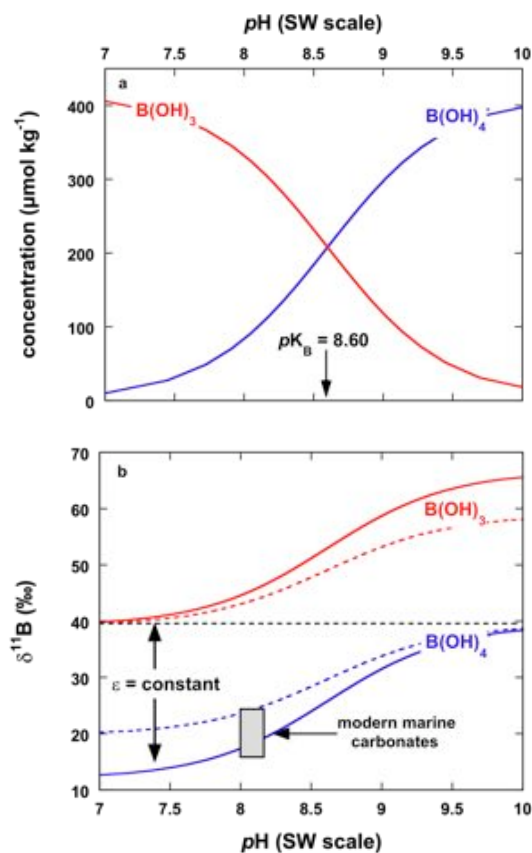 pH (SW scale)
7 7.5 8 8.5 9 9.5 10
a
B(OH)₃
B(OH)₄⁻
400
300
200
100
0
concentration (µmol kg⁻¹)
pK_B = 8.60
b
70
60
50
40
30
20
10
δ¹¹B (‰)
B(OH)₃
B(OH)₄⁻
ε = constant
modern marine
carbonates
7 7.5 8 8.5 9 9.5 10
pH (SW scale)